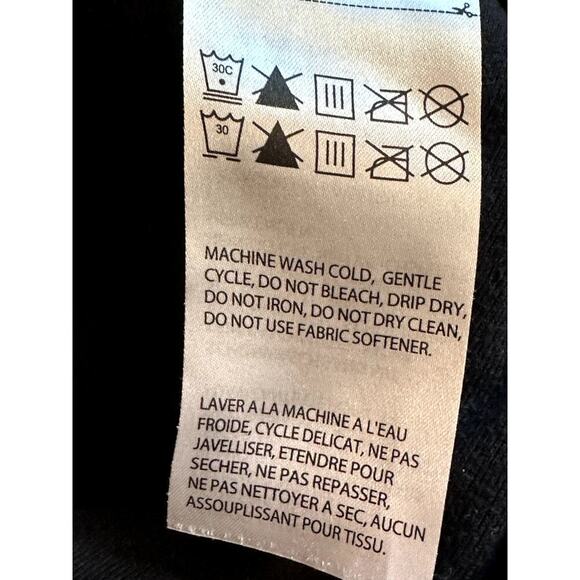 30C
30
MACHINE WASH COLD, GENTLE
CYCLE, DO NOT BLEACH, DRIP DRY,
DO NOT IRON, DO NOT DRY CLEAN,
DO NOT USE FABRIC SOFTENER.
LAVER A LA MACHINE A L'EAU
FROIDE, CYCLE DELICAT, NE PAS
JAVELLISER, ETENDRE POUR
SECHER, NE PAS REPASSER,
NE PAS NETTOYER A SEC, AUCUN
ASSOUPLISSANT POUR TISSU.